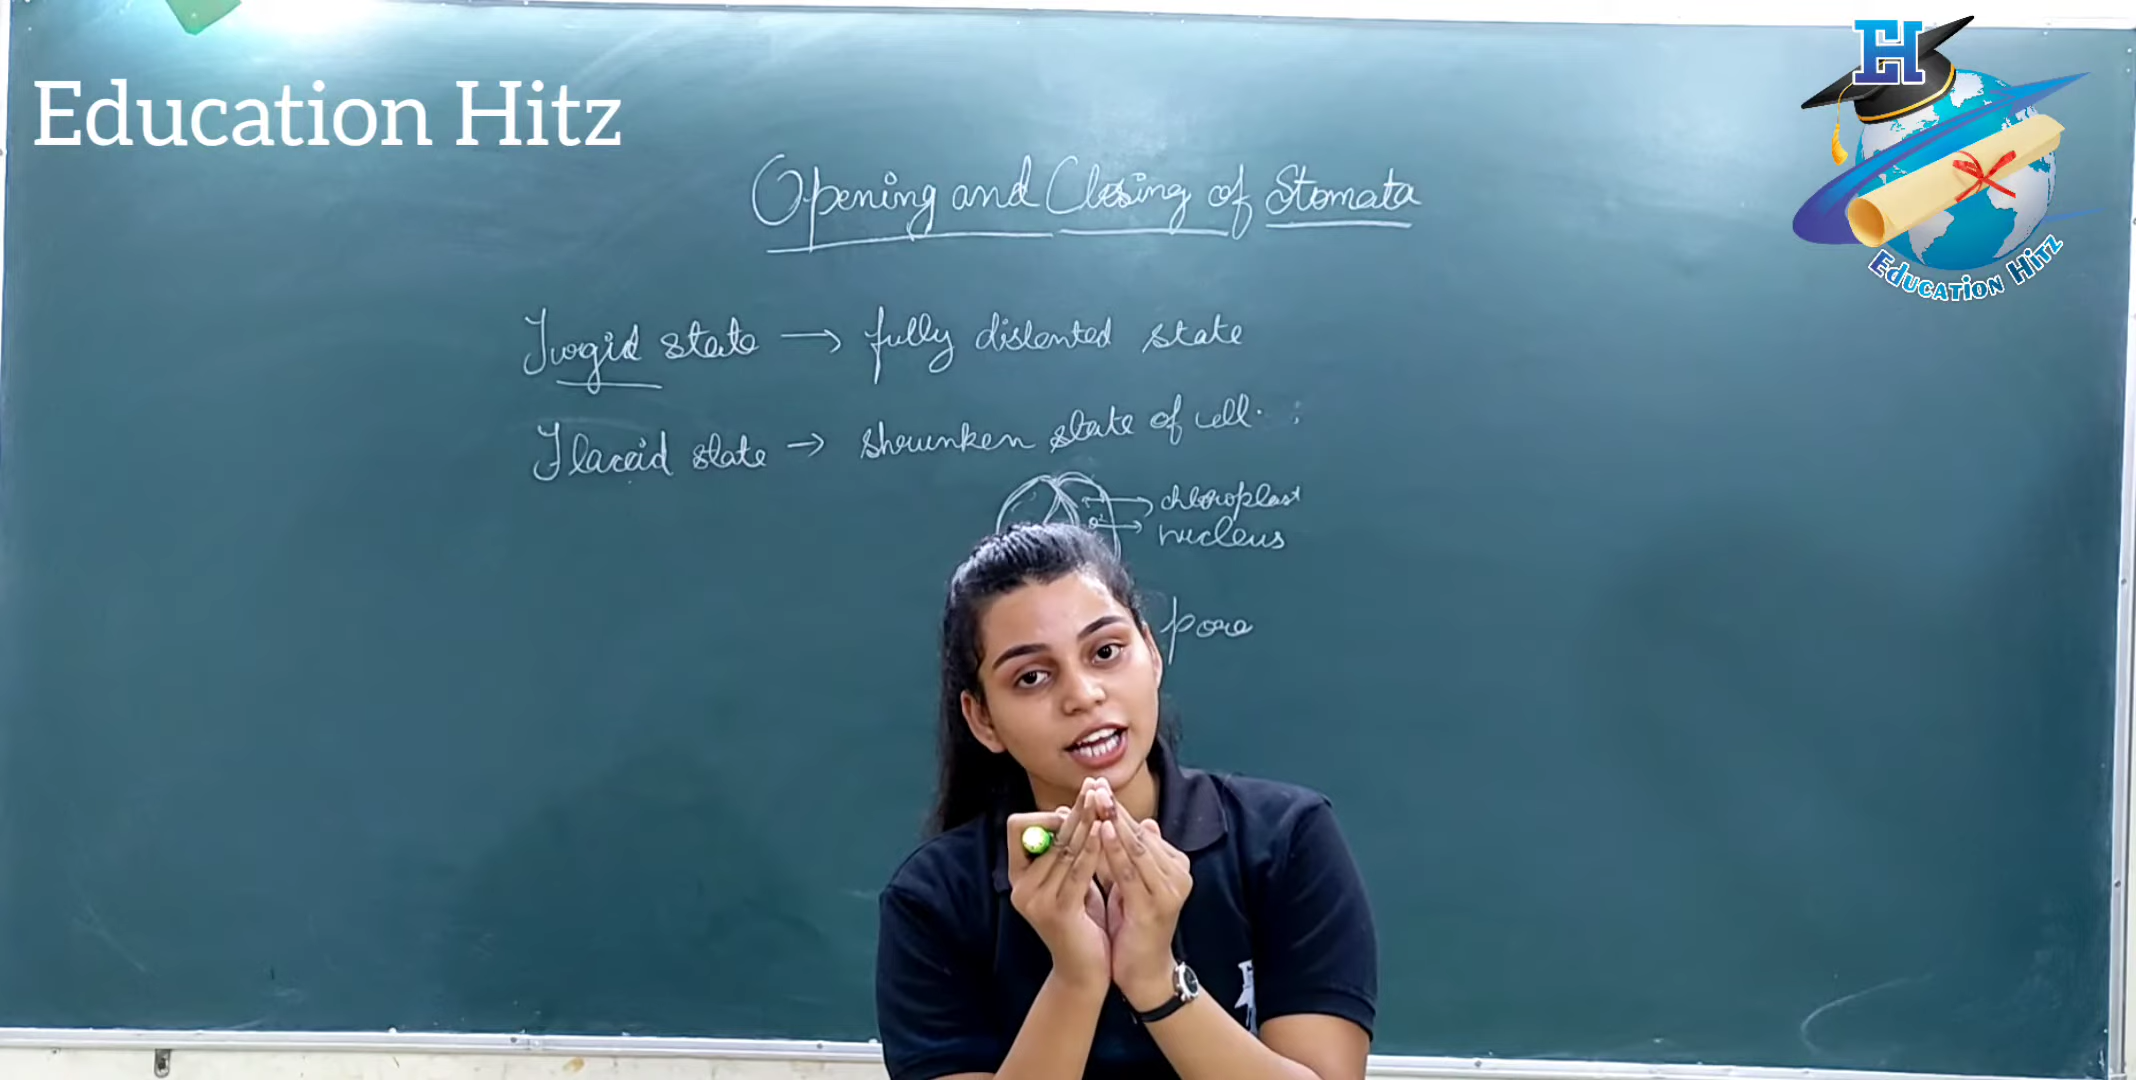 Education Hitz
EH
Education Hitz
Opening and Closing of Stomata
Turgid state → fully distented state
Flaccid state → shrunken state of cell.
chloroplast
nucleus
pore